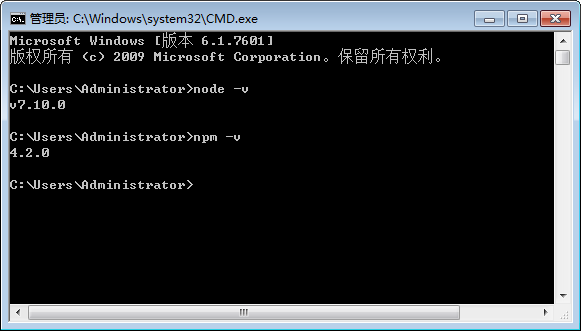 管理员: C:\Windows\system32\CMD.exe
Microsoft Windows [版本 6.1.7601]
版权所有 (c) 2009 Microsoft Corporation。保留所有权利。
C:\Users\Administrator>node -v
v7.10.0
C:\Users\Administrator>npm -v
4.2.0
C:\Users\Administrator>